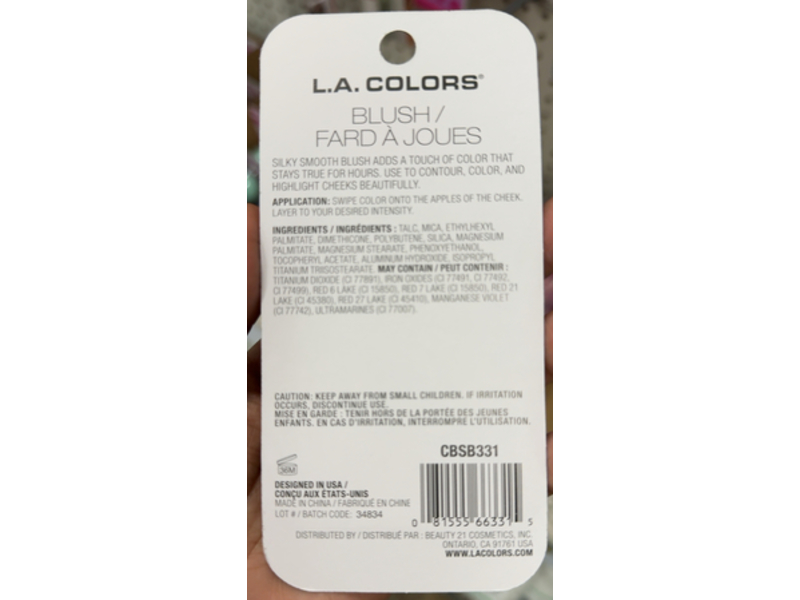 L.A. COLORS®
BLUSH /
FARD À JOUES
SILKY SMOOTH BLUSH ADDS A TOUCH OF COLOR THAT
STAYS TRUE FOR HOURS. USE TO CONTOUR, COLOR, AND
HIGHLIGHT CHEEKS BEAUTIFULLY.
APPLICATION: SWIPE COLOR ONTO THE APPLES OF THE CHEEK.
LAYER TO YOUR DESIRED INTENSITY.
INGREDIENTS / INGRÉDIENTS : TALC, MICA, ETHYLHEXYL
PALMITATE, DIMETHICONE, POLYBUTENE, SILICA, MAGNESIUM
PALMITATE, MAGNESIUM STEARATE, PHENOXYETHANOL,
TOCOPHERYL ACETATE, ALUMINUM HYDROXIDE, ISOPROPYL
TITANIUM TRIISOSTEARATE. MAY CONTAIN / PEUT CONTENIR :
TITANIUM DIOXIDE (CI 77891), IRON OXIDES (CI 77491, CI 77492,
CI 77499), RED 6 LAKE (CI 15850), RED 7 LAKE (CI 15850), RED 21
LAKE (CI 45380), RED 27 LAKE (CI 45410), MANGANESE VIOLET
(CI 77742), ULTRAMARINES (CI 77007).
CAUTION: KEEP AWAY FROM SMALL CHILDREN. IF IRRITATION
OCCURS, DISCONTINUE USE.
MISE EN GARDE : TENIR HORS DE LA PORTÉE DES JEUNES
ENFANTS. EN CAS D'IRRITATION, INTERROMPRE L'UTILISATION.
CBSB331
36M
DESIGNED IN USA /
CONÇU AUX ÉTATS-UNIS
MADE IN CHINA / FABRIQUÉ EN CHINE
LOT # / BATCH CODE: 34834
0 81555 66331 5
DISTRIBUTED BY / DISTRIBUÉ PAR : BEAUTY 21 COSMETICS, INC.
ONTARIO, CA 91761 USA
WWW.LACOLORS.COM